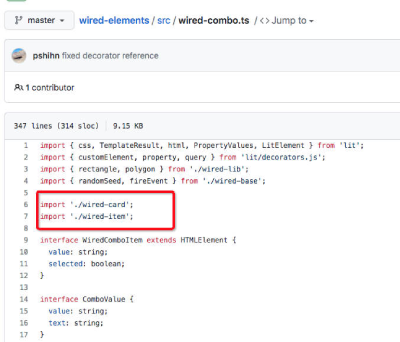 master
wired-elements / src / wired-combo.ts / <> Jump to
pshihn fixed decorator reference
1 contributor
347 lines (314 sloc) 9.15 KB
1 import { css, TemplateResult, html, PropertyValues, LitElement } from 'lit';
2 import { customElement, property, query } from 'lit/decorators.js';
3 import { rectangle, polygon } from './wired-lib';
4 import { randomSeed, fireEvent } from './wired-base';
5
6 import './wired-card';
7 import './wired-item';
8
9 interface WiredComboItem extends HTMLElement {
10 value: string;
11 selected: boolean;
12 }
13
14 interface ComboValue {
15 value: string;
16 text: string;
17 }